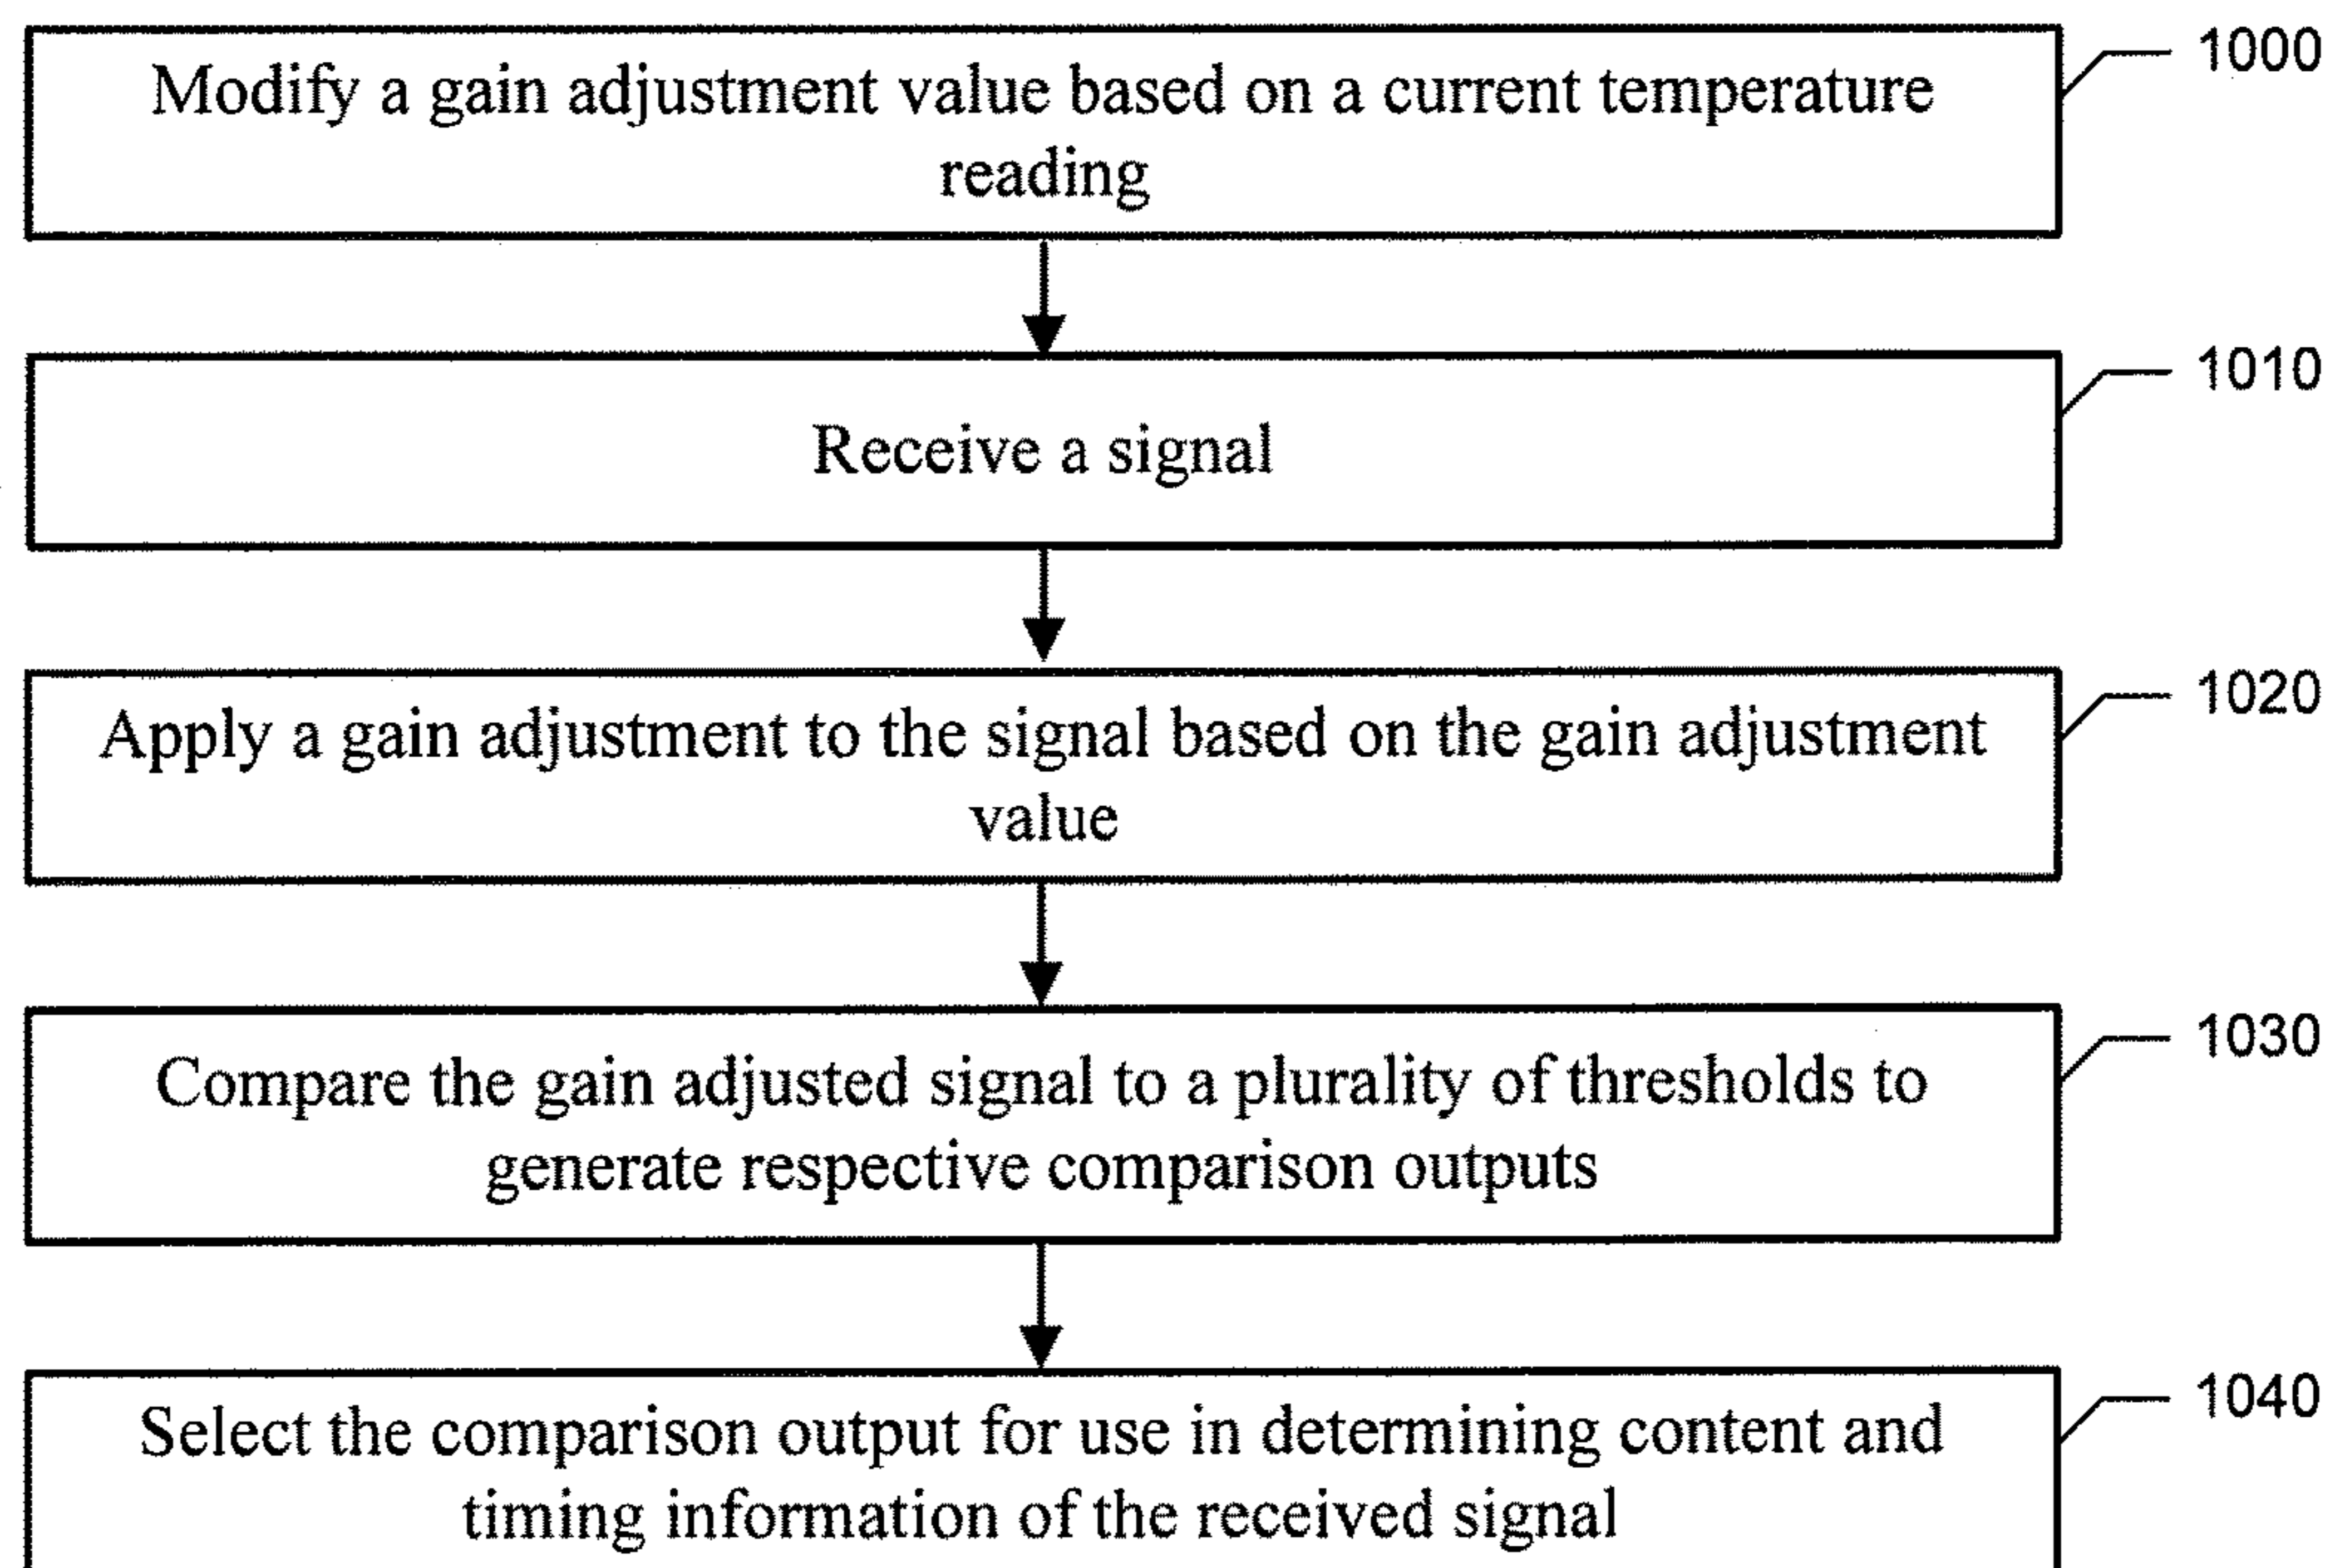 Modify a gain adjustment value based on a current temperature
reading
1000
Receive a signal
1010
Apply a gain adjustment to the signal based on the gain adjustment
value
1020
Compare the gain adjusted signal to a plurality of thresholds to
generate respective comparison outputs
1030
Select the comparison output for use in determining content and
timing information of the received signal
1040